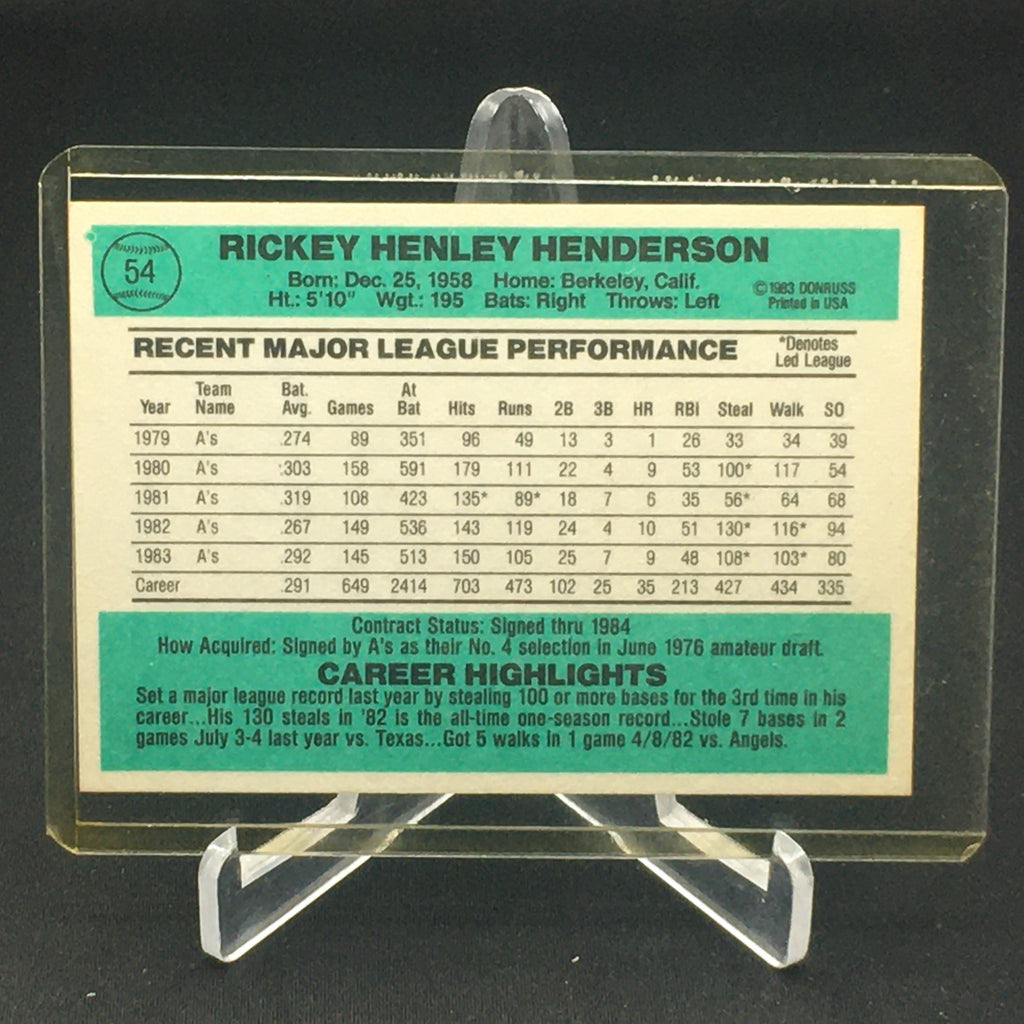 54
RICKEY HENLEY HENDERSON
Born: Dec. 25, 1958 Home: Berkeley, Calif.
Ht.: 5'10" Wgt.: 195 Bats: Right Throws: Left
©1983 DONRUSS
Printed in USA
RECENT MAJOR LEAGUE PERFORMANCE
*Denotes
Led League
Year Team Name Bat. Avg. Games At Bat Hits Runs 2B 3B HR RBI Steal Walk SO
1979 A's .274 89 351 96 49 13 3 1 26 33 34 39
1980 A's .303 158 591 179 111 22 4 9 53 100* 117 54
1981 A's .319 108 423 135* 89* 18 7 6 35 56* 64 68
1982 A's .267 149 536 143 119 24 4 10 51 130* 116* 94
1983 A's .292 145 513 150 105 25 7 9 48 108* 103* 80
Career .291 649 2414 703 473 102 25 35 213 427 434 335
Contract Status: Signed thru 1984
How Acquired: Signed by A's as their No. 4 selection in June 1976 amateur draft.
CAREER HIGHLIGHTS
Set a major league record last year by stealing 100 or more bases for the 3rd time in his
career...His 130 steals in '82 is the all-time one-season record...Stole 7 bases in 2
games July 3-4 last year vs. Texas...Got 5 walks in 1 game 4/8/82 vs. Angels.